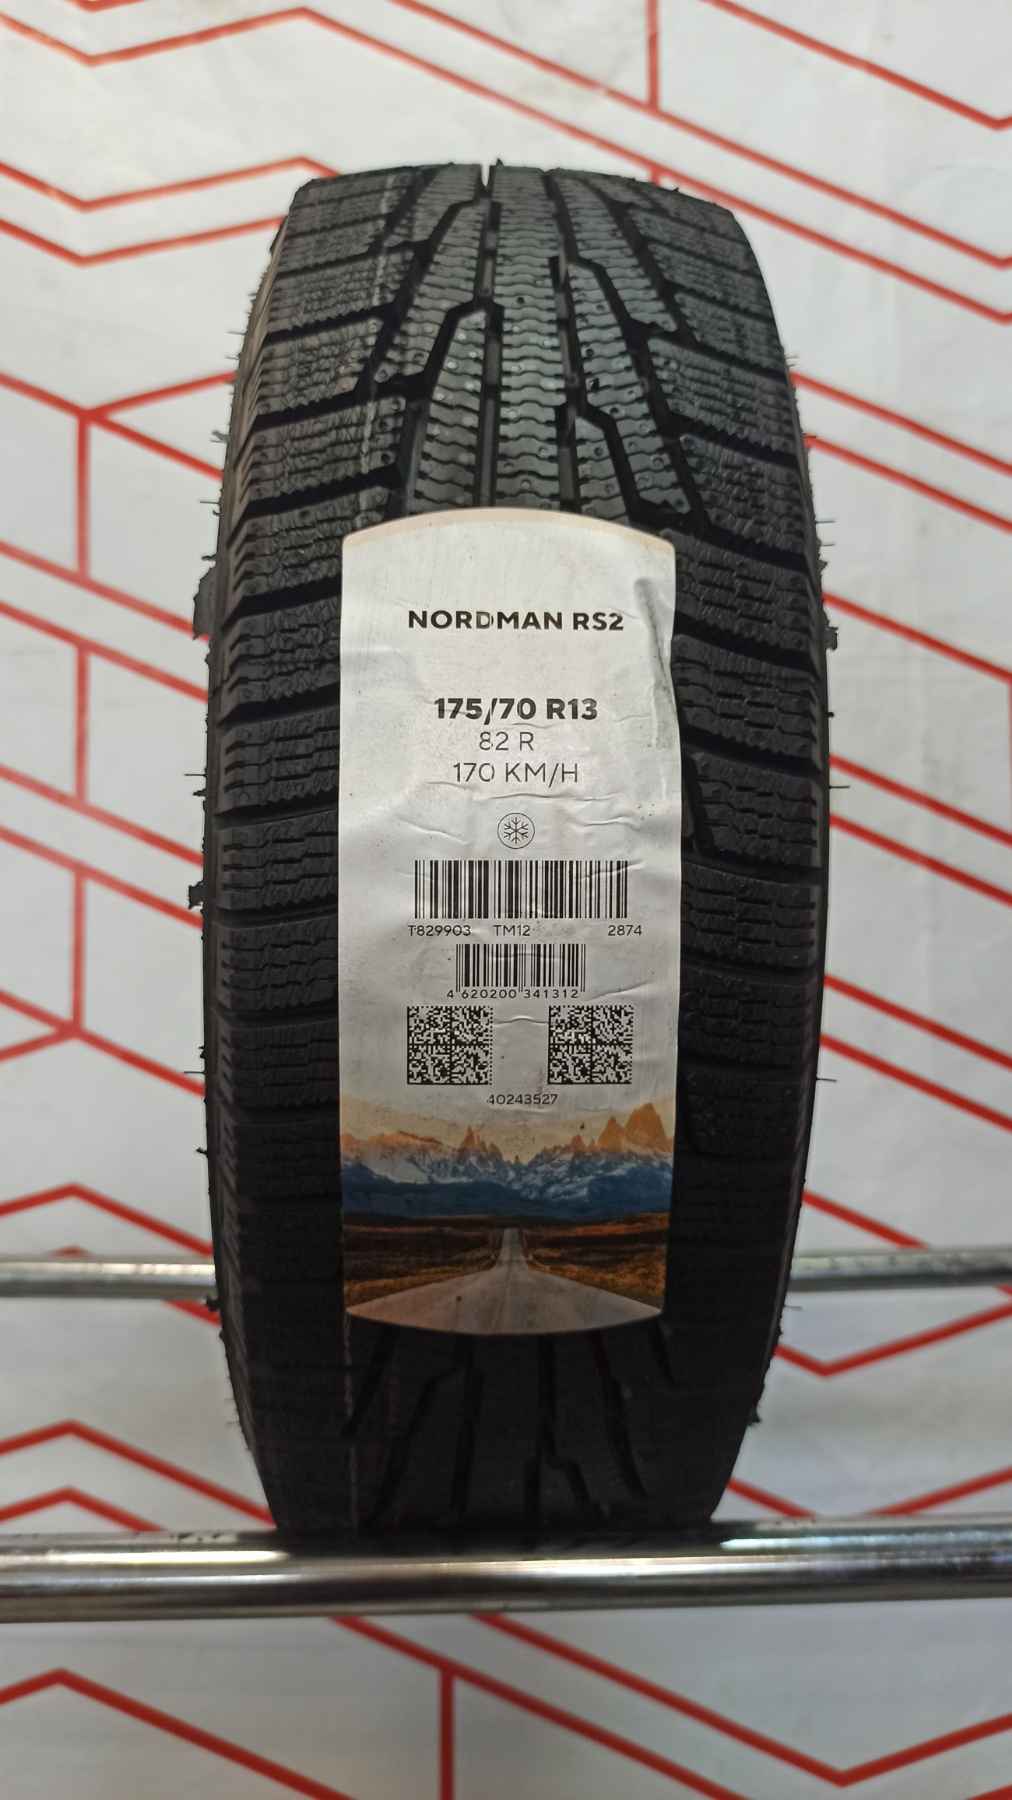 NORDMAN RS2
175/70 R13
82 R
170 KM/H
T829903 TM12 2874
4 620200 341312
40243527